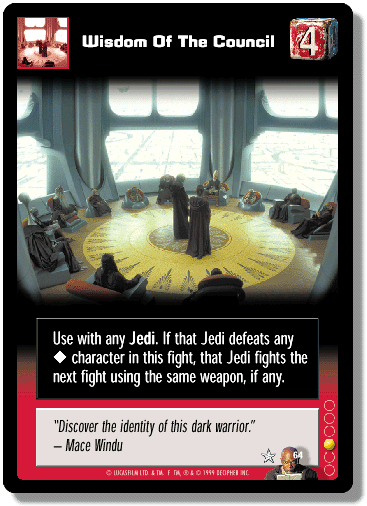 Wisdom Of The Council
4
Use with any Jedi. If that Jedi defeats any
◆ character in this fight, that Jedi fights the
next fight using the same weapon, if any.
"Discover the identity of this dark warrior."
– Mace Windu
64
© LUCASFILM LTD. & TM. F TM, ® & © 1999 DECIPHER INC.